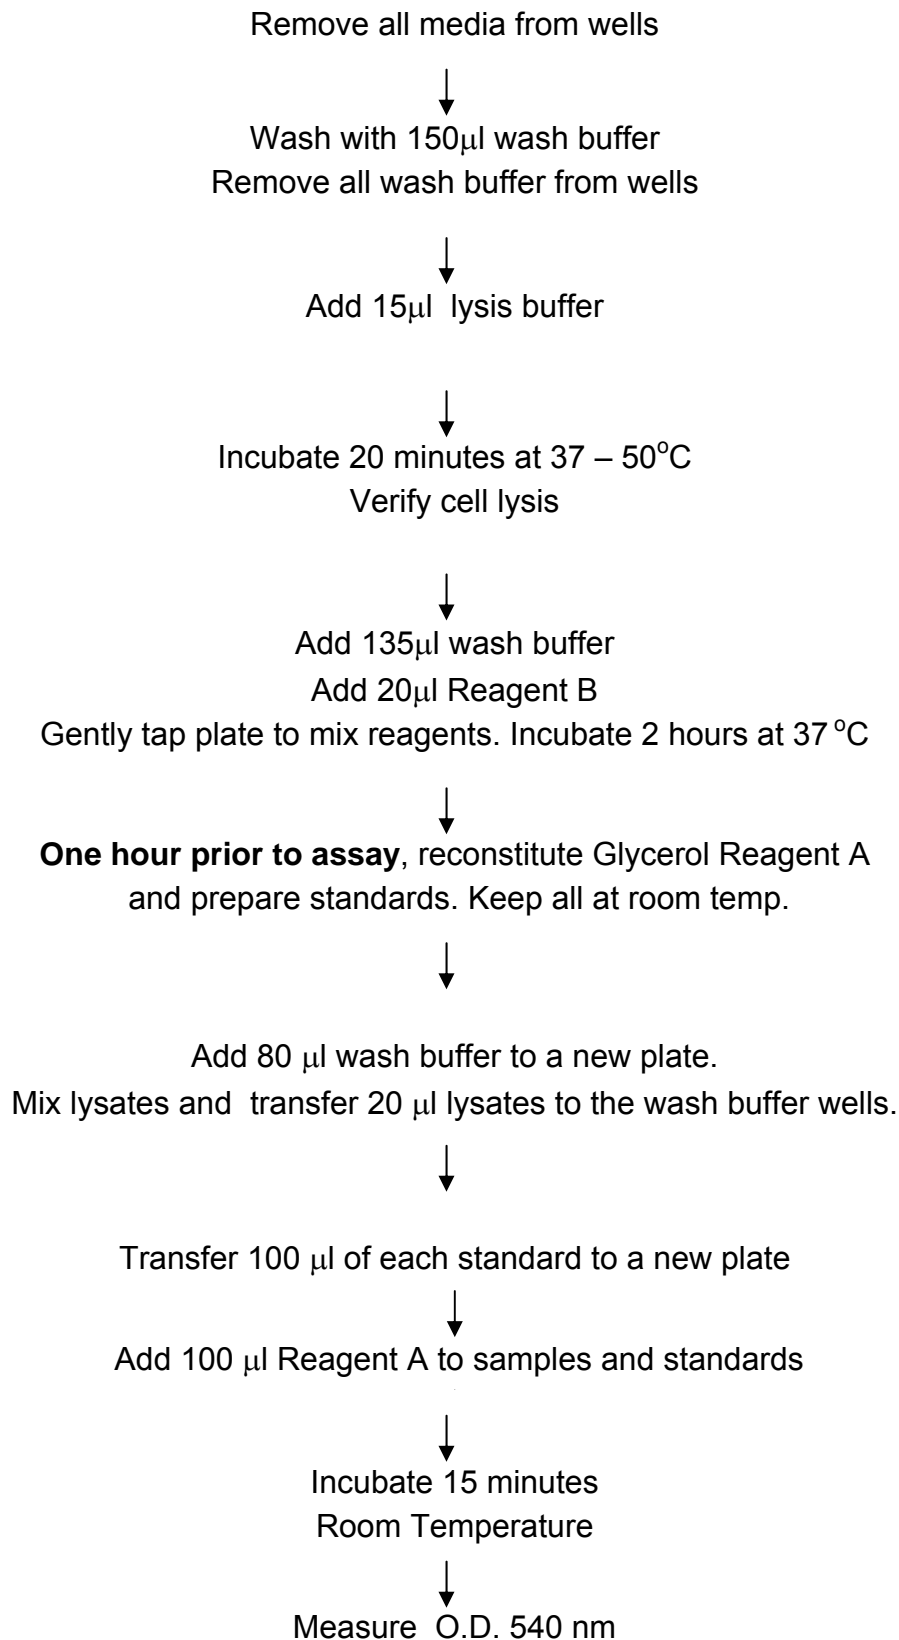 Remove all media from wells
Wash with 150µl wash buffer
Remove all wash buffer from wells
Add 15µl lysis buffer
Incubate 20 minutes at 37 – 50°C
Verify cell lysis
Add 135µl wash buffer
Add 20µl Reagent B
Gently tap plate to mix reagents. Incubate 2 hours at 37 °C
One hour prior to assay, reconstitute Glycerol Reagent A
and prepare standards. Keep all at room temp.
Add 80 µl wash buffer to a new plate.
Mix lysates and transfer 20 µl lysates to the wash buffer wells.
Transfer 100 µl of each standard to a new plate
Add 100 µl Reagent A to samples and standards
Incubate 15 minutes
Room Temperature
Measure O.D. 540 nm